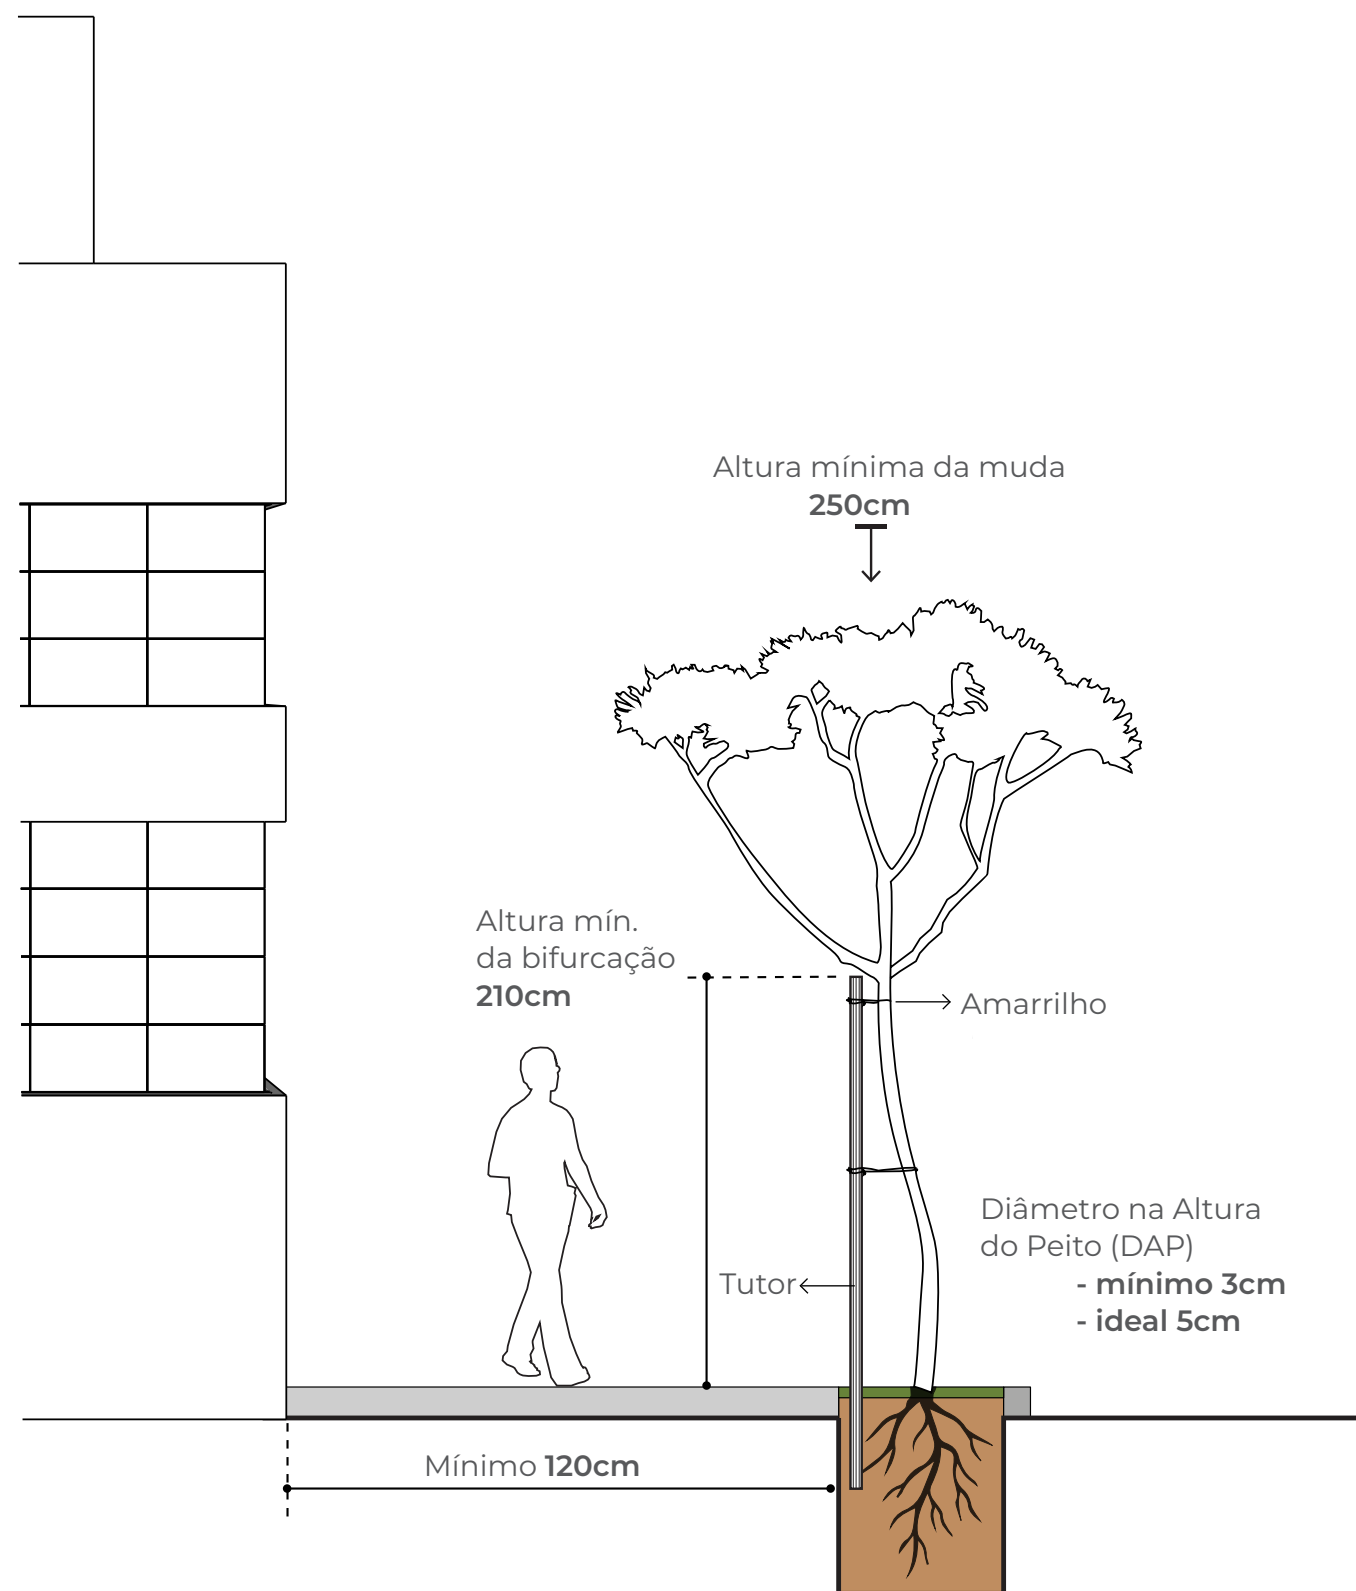 Altura mínima da muda
250cm
Altura mín.
da bifurcação
210cm
Amarrilho
Diâmetro na Altura
do Peito (DAP)
- mínimo 3cm
- ideal 5cm
Tutor
Mínimo 120cm